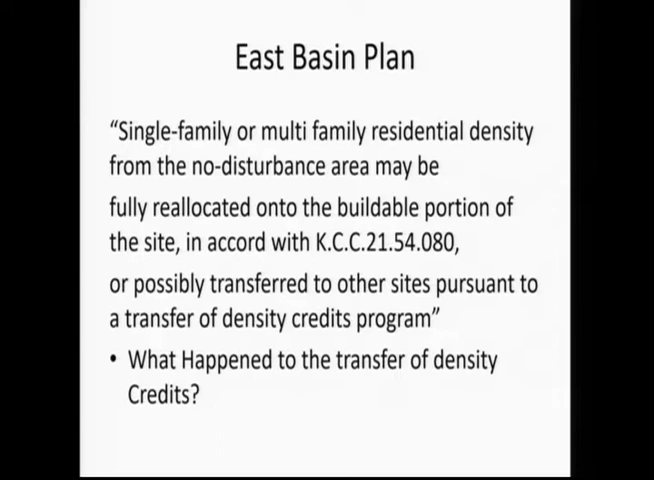 East Basin Plan
“Single-family or multi family residential density
from the no-disturbance area may be
fully reallocated onto the buildable portion of
the site, in accord with K.C.C.21.54.080,
or possibly transferred to other sites pursuant to
a transfer of density credits program”
• What Happened to the transfer of density
Credits?